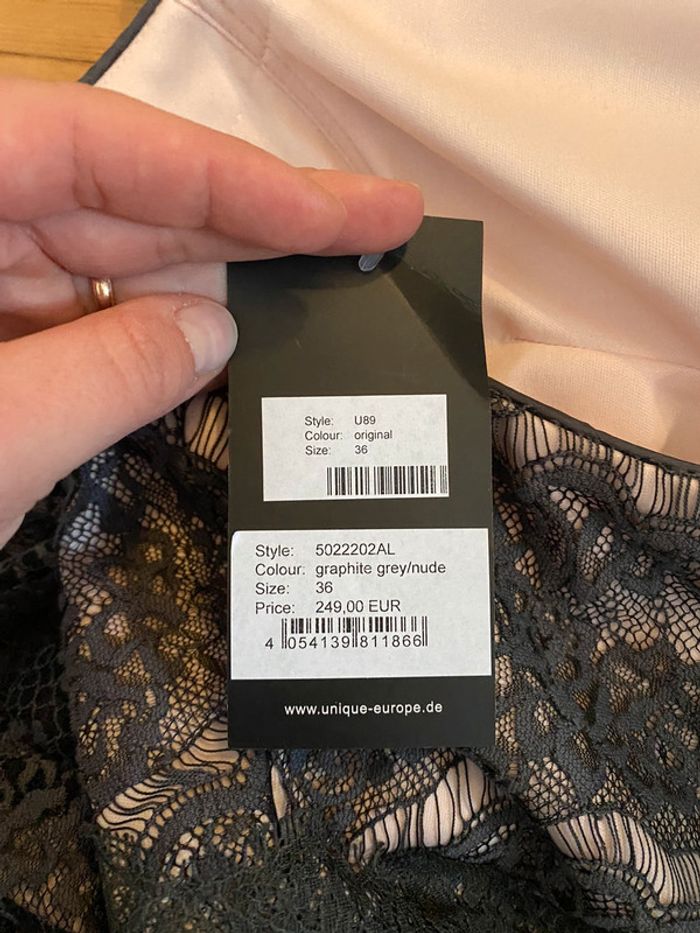 Style: U89
Colour: original
Size: 36
Style: 5022202AL
Colour: graphite grey/nude
Size: 36
Price: 249,00 EUR
4 054139 811866
www.unique-europe.de